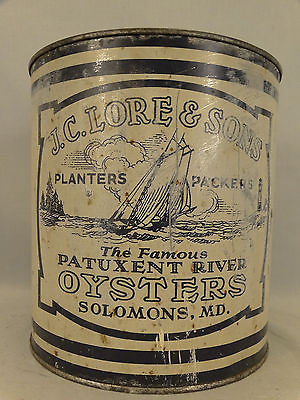 J.C. LORE & SONS
PLANTERS PACKERS
The Famous
PATUXENT RIVER
OYSTERS
SOLOMONS, MD.